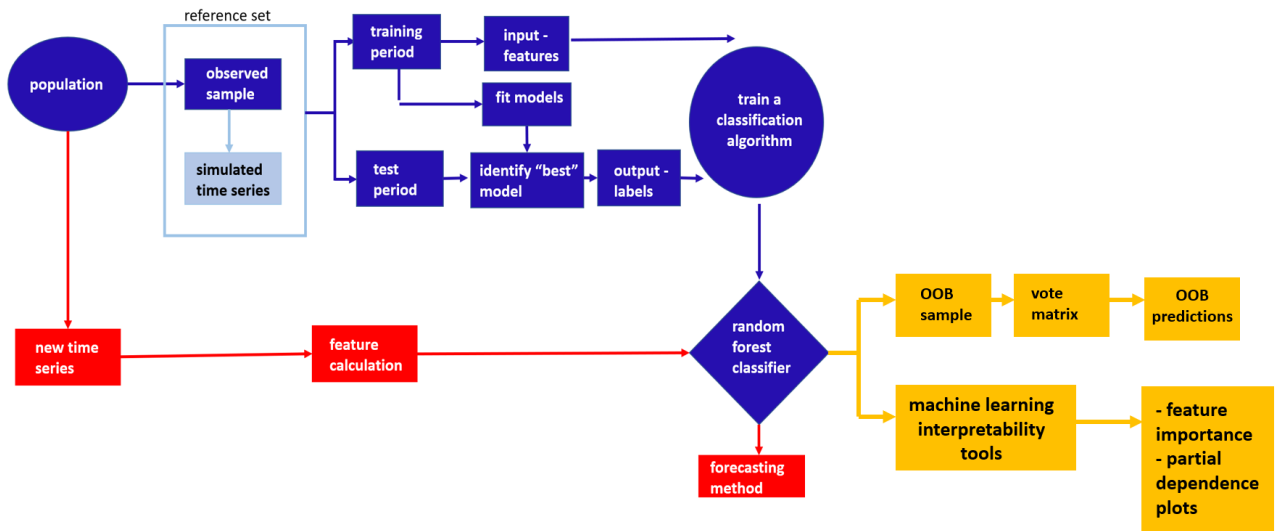 reference set
population
observed
sample
simulated
time series
training
period
input -
features
fit models
test
period
identify “best”
model
output -
labels
train a
classification
algorithm
new time
series
feature
calculation
random
forest
classifier
forecasting
method
OOB
sample
vote
matrix
OOB
predictions
machine learning
interpretability
tools
- feature
importance
- partial
dependence
plots